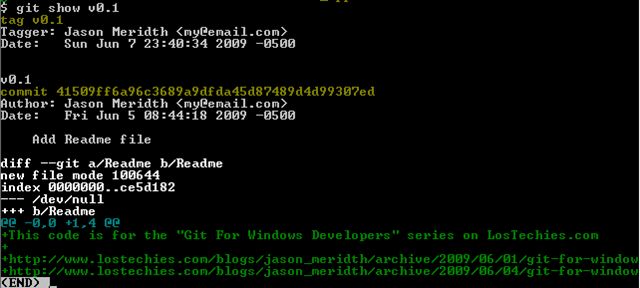 $ git show v0.1
tag v0.1
Tagger: Jason Meridth <my@email.com>
Date:   Sun Jun 7 23:40:34 2009 -0500
v0.1
commit 41509ff6a96c3689a9dfda45d87489d4d99307ed
Author: Jason Meridth <my@email.com>
Date:   Fri Jun 5 08:44:18 2009 -0500
    Add Readme file
diff --git a/Readme b/Readme
new file mode 100644
index 0000000..ce5d182
--- /dev/null
+++ b/Readme
@@ -0,0 +1,4 @@
+This code is for the "Git For Windows Developers" series on LosTechies.com
+
+http://www.lostechies.com/blogs/jason_meridth/archive/2009/06/01/git-for-window
+http://www.lostechies.com/blogs/jason_meridth/archive/2009/06/04/git-for-window
(END)